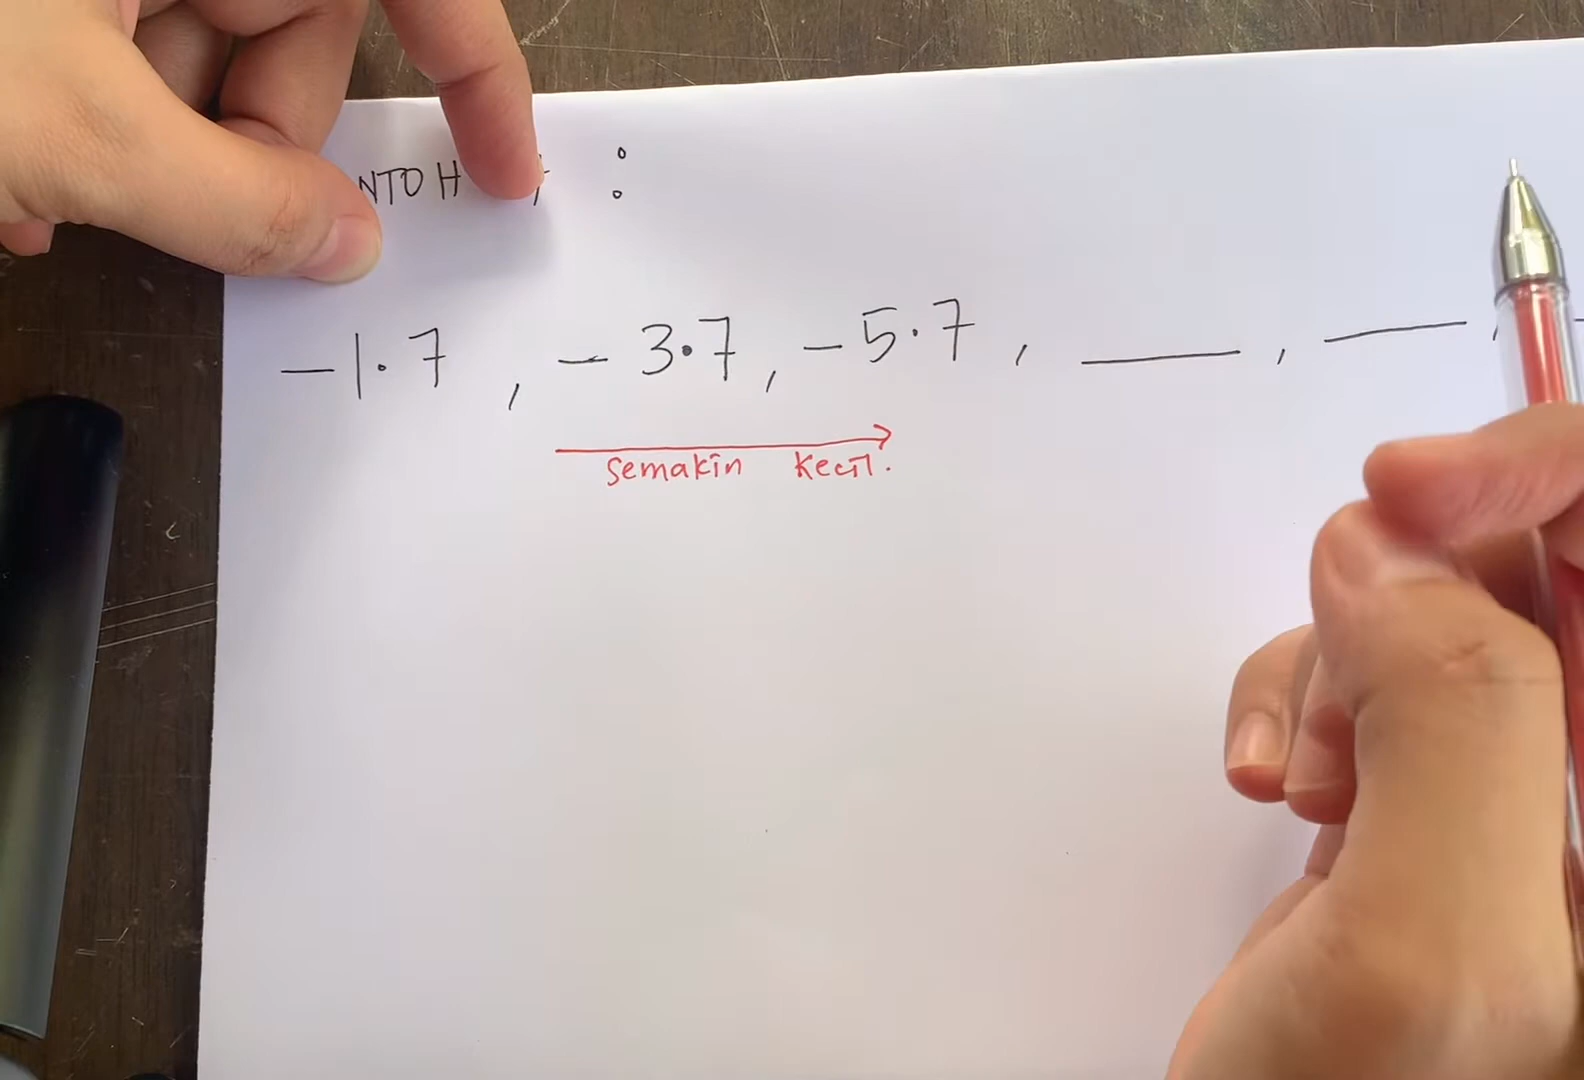 NTOH :
-1.7 , - 3.7, -5.7 , ____ , ____ ,
semakin kecil.